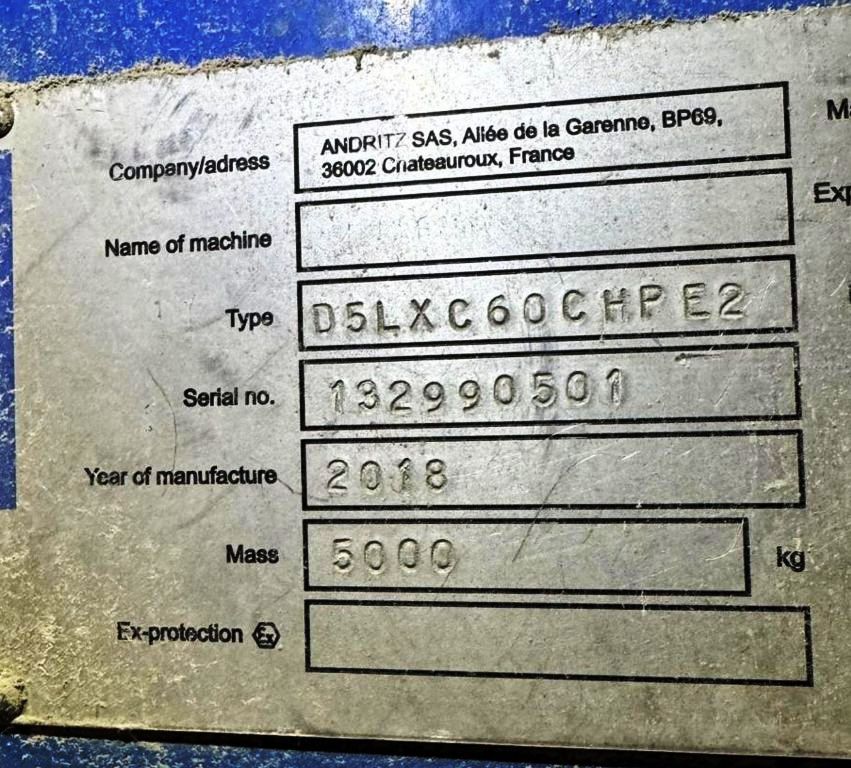 Company/adress
ANDRITZ SAS, Allée de la Garenne, BP69,
36002 Chateauroux, France
Name of machine
Type D5LXC60CHPE2
Serial no. 132990501
Year of manufacture 2018
Mass 5000 kg
Ex-protection Ex